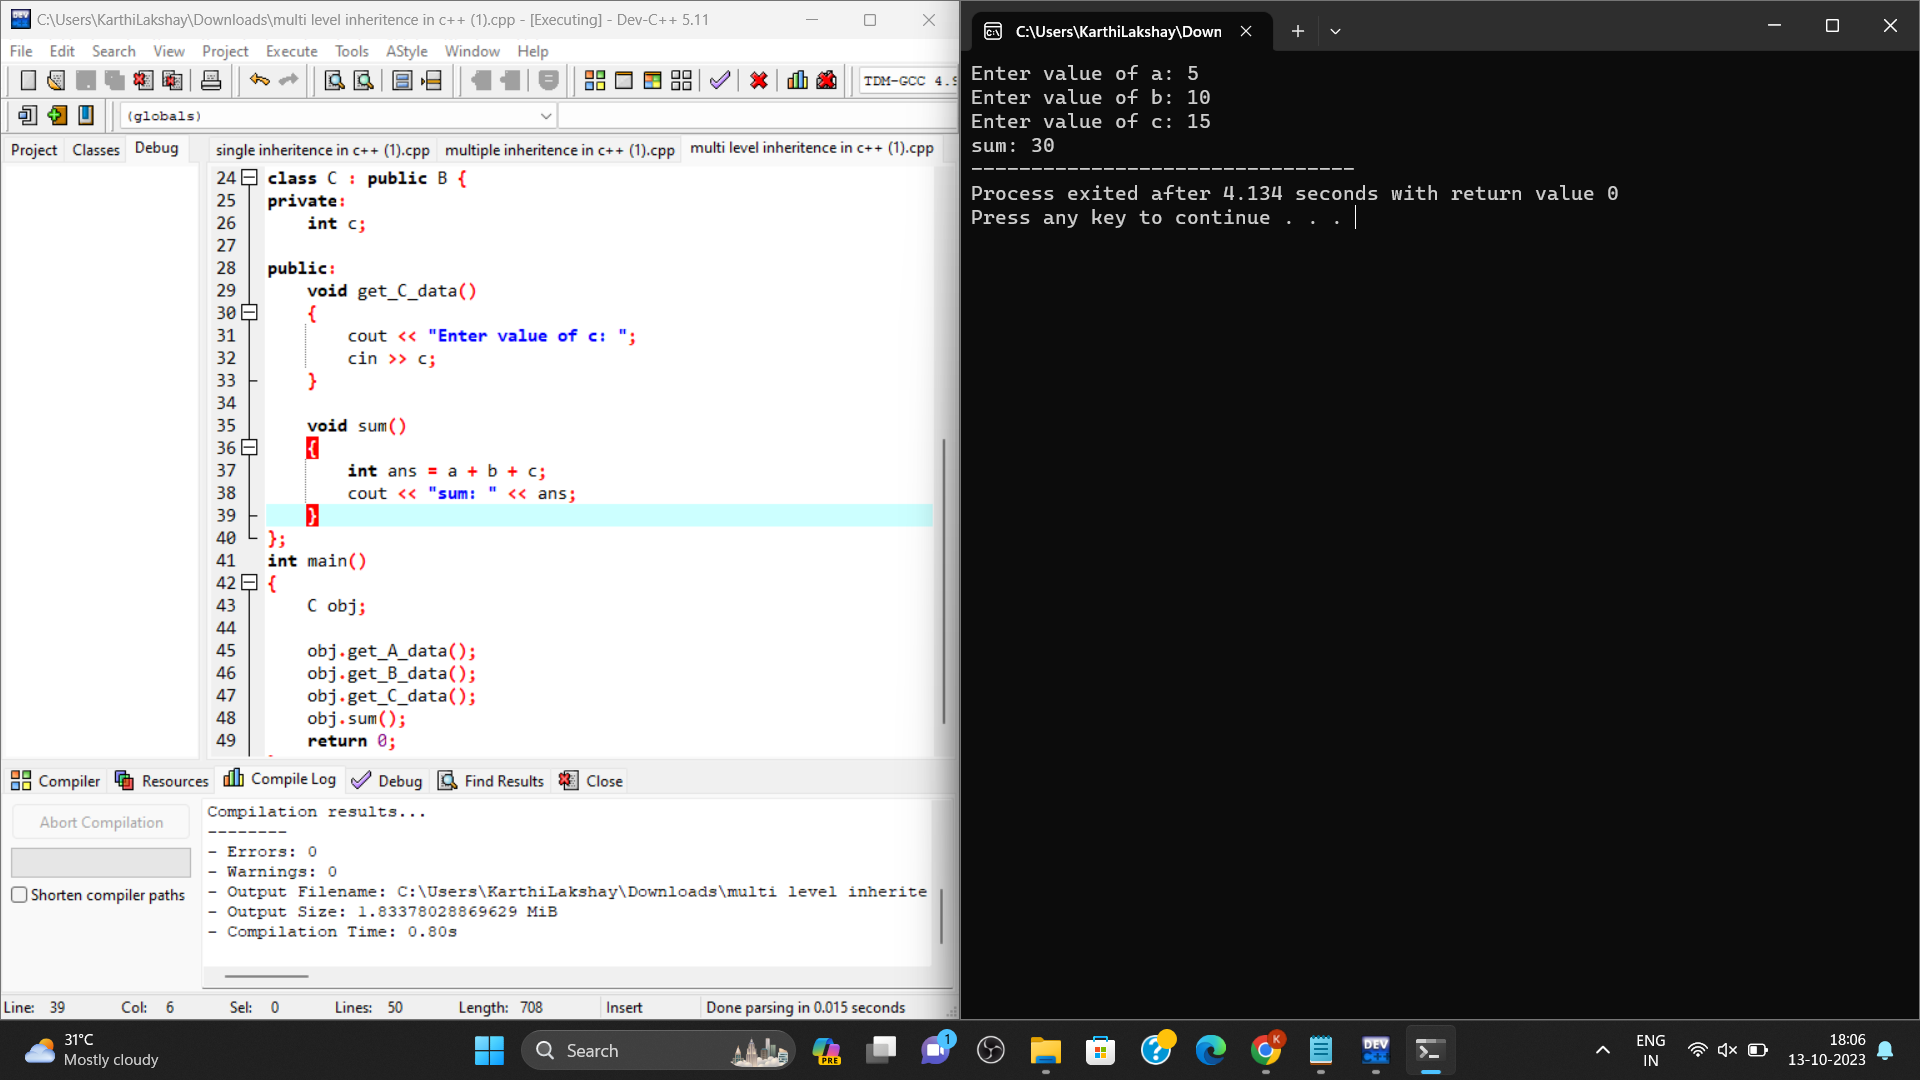 C:\Users\KarthiLakshay\Downloads\multi level inheritence in c++ (1).cpp - [Executing] - Dev-C++ 5.11
File Edit Search View Project Execute Tools AStyle Window Help
TDM-GCC 4.9
(globals)
Project Classes Debug
single inheritence in c++ (1).cpp multiple inheritence in c++ (1).cpp multi level inheritence in c++ (1).cpp
24 class C : public B {
25 private:
26 int c;
27
28 public:
29 void get_C_data()
30 {
31 cout << "Enter value of c: ";
32 cin >> c;
33 }
34
35 void sum()
36 {
37 int ans = a + b + c;
38 cout << "sum: " << ans;
39 }
40 };
41 int main()
42 {
43 C obj;
44
45 obj.get_A_data();
46 obj.get_B_data();
47 obj.get_C_data();
48 obj.sum();
49 return 0;
Compiler Resources Compile Log Debug Find Results Close
Abort Compilation
Shorten compiler paths
Compilation results...
--------
- Errors: 0
- Warnings: 0
- Output Filename: C:\Users\KarthiLakshay\Downloads\multi level inherite
- Output Size: 1.83378028869629 MiB
- Compilation Time: 0.80s
Line: 39 Col: 6 Sel: 0 Lines: 50 Length: 708 Insert Done parsing in 0.015 seconds
C:\Users\KarthiLakshay\Down
Enter value of a: 5
Enter value of b: 10
Enter value of c: 15
sum: 30
--------------------------------
Process exited after 4.134 seconds with return value 0
Press any key to continue . . .
31°C
Mostly cloudy
Search
PRE
1
K
DEV
C++
ENG
IN
18:06
13-10-2023